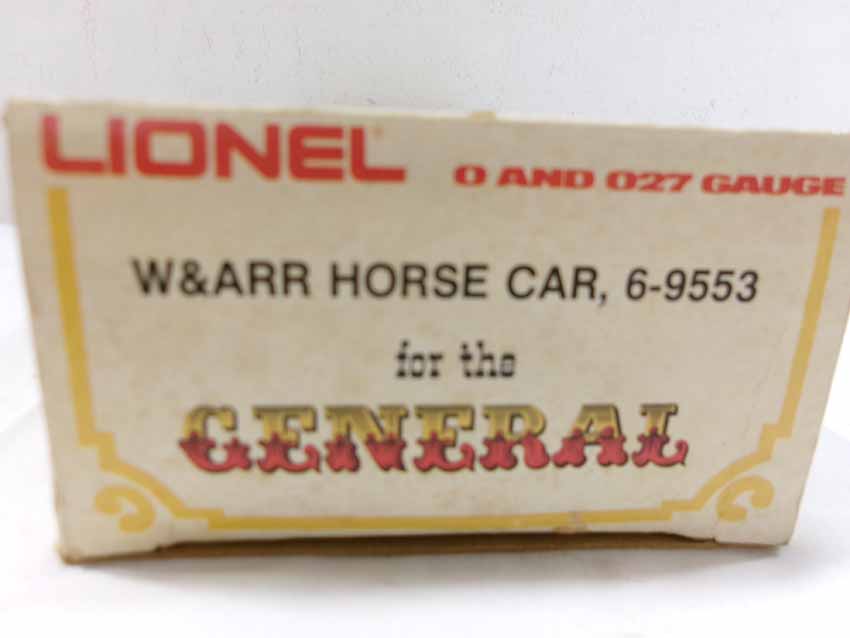 LIONEL O AND 027 GAUGE
W&ARR HORSE CAR, 6-9553
for the
GENERAL